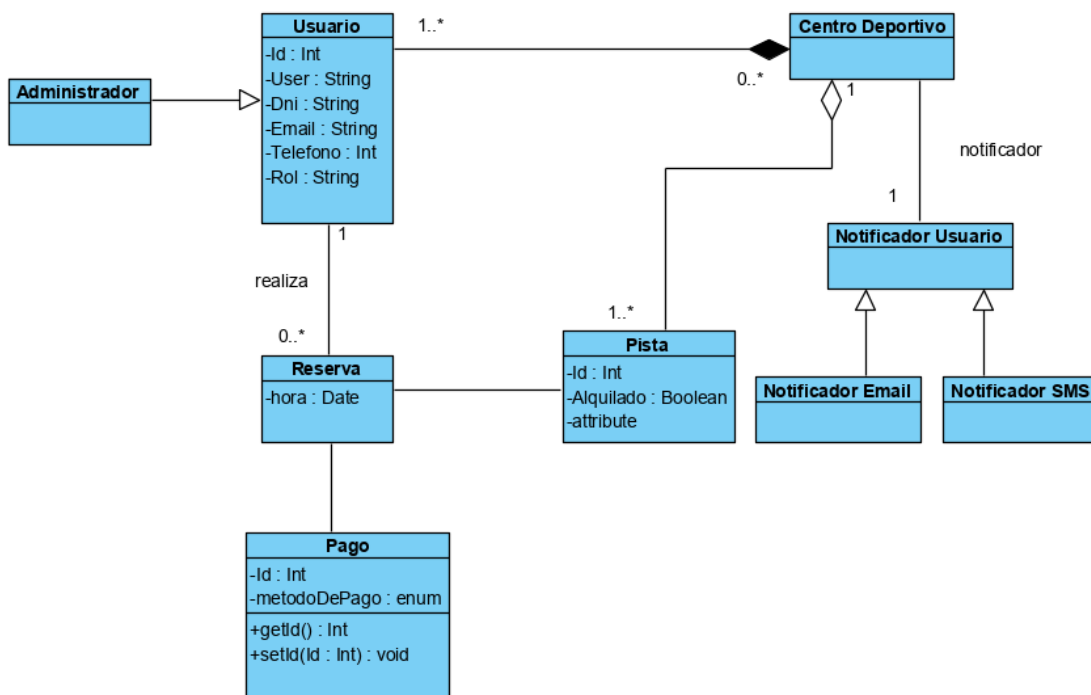 Usuario
-Id : Int
-User : String
-Dni : String
-Email : String
-Telefono : Int
-Rol : String
1..*
0..*
Centro Deportivo
1
Administrador
notificador
1
Notificador Usuario
1
realiza
0..*
1..*
Reserva
-hora : Date
Pista
-Id : Int
-Alquilado : Boolean
-attribute
Notificador Email
Notificador SMS
Pago
-Id : Int
-metodoDePago : enum
+getId() : Int
+setId(Id : Int) : void